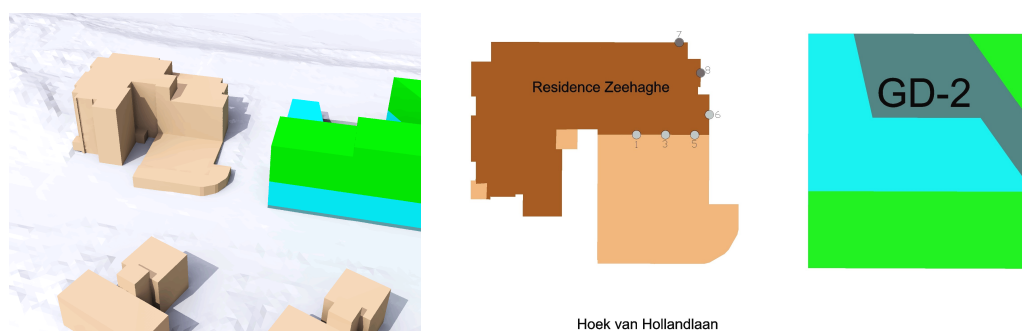 7
8
Residence Zeehaghe
6
1 3 5
GD-2
Hoek van Hollandlaan